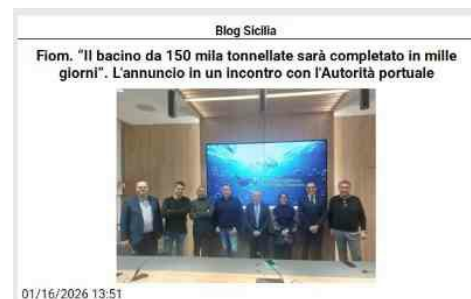 Blog Sicilia
Fiom. "Il bacino da 150 mila tonnellate sarà completato in mille
giorni". L'annuncio in un incontro con l'Autorità portuale
01/16/2026 13:51